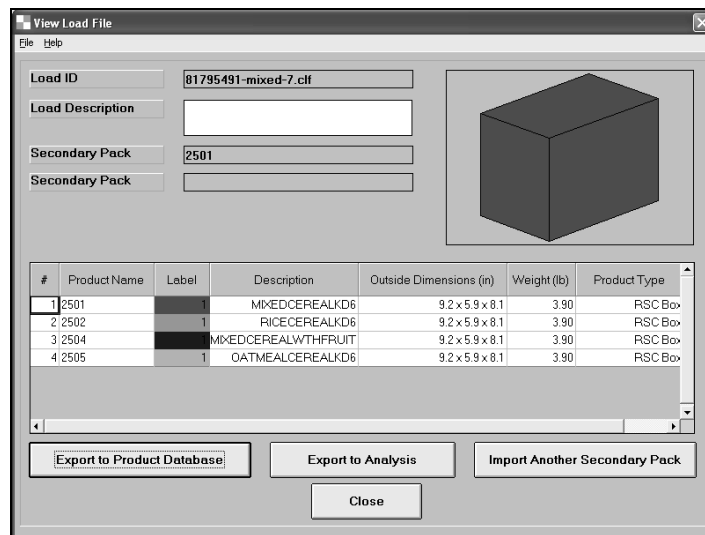 View Load File
File Help
Load ID 81795491-mixed-7.clf
Load Description
Secondary Pack 2501
Secondary Pack
# Product Name Label Description Outside Dimensions (in) Weight (lb) Product Type
1 2501 1 MIXEDCEREALKD6 9.2 x 5.9 x 8.1 3.90 RSC Box
2 2502 1 RICECEREALKD6 9.2 x 5.9 x 8.1 3.90 RSC Box
3 2504 1 MIXEDCEREALWTHFRUIT 9.2 x 5.9 x 8.1 3.90 RSC Box
4 2505 1 OATMEALCEREALKD6 9.2 x 5.9 x 8.1 3.90 RSC Box
Export to Product Database Export to Analysis Import Another Secondary Pack
Close